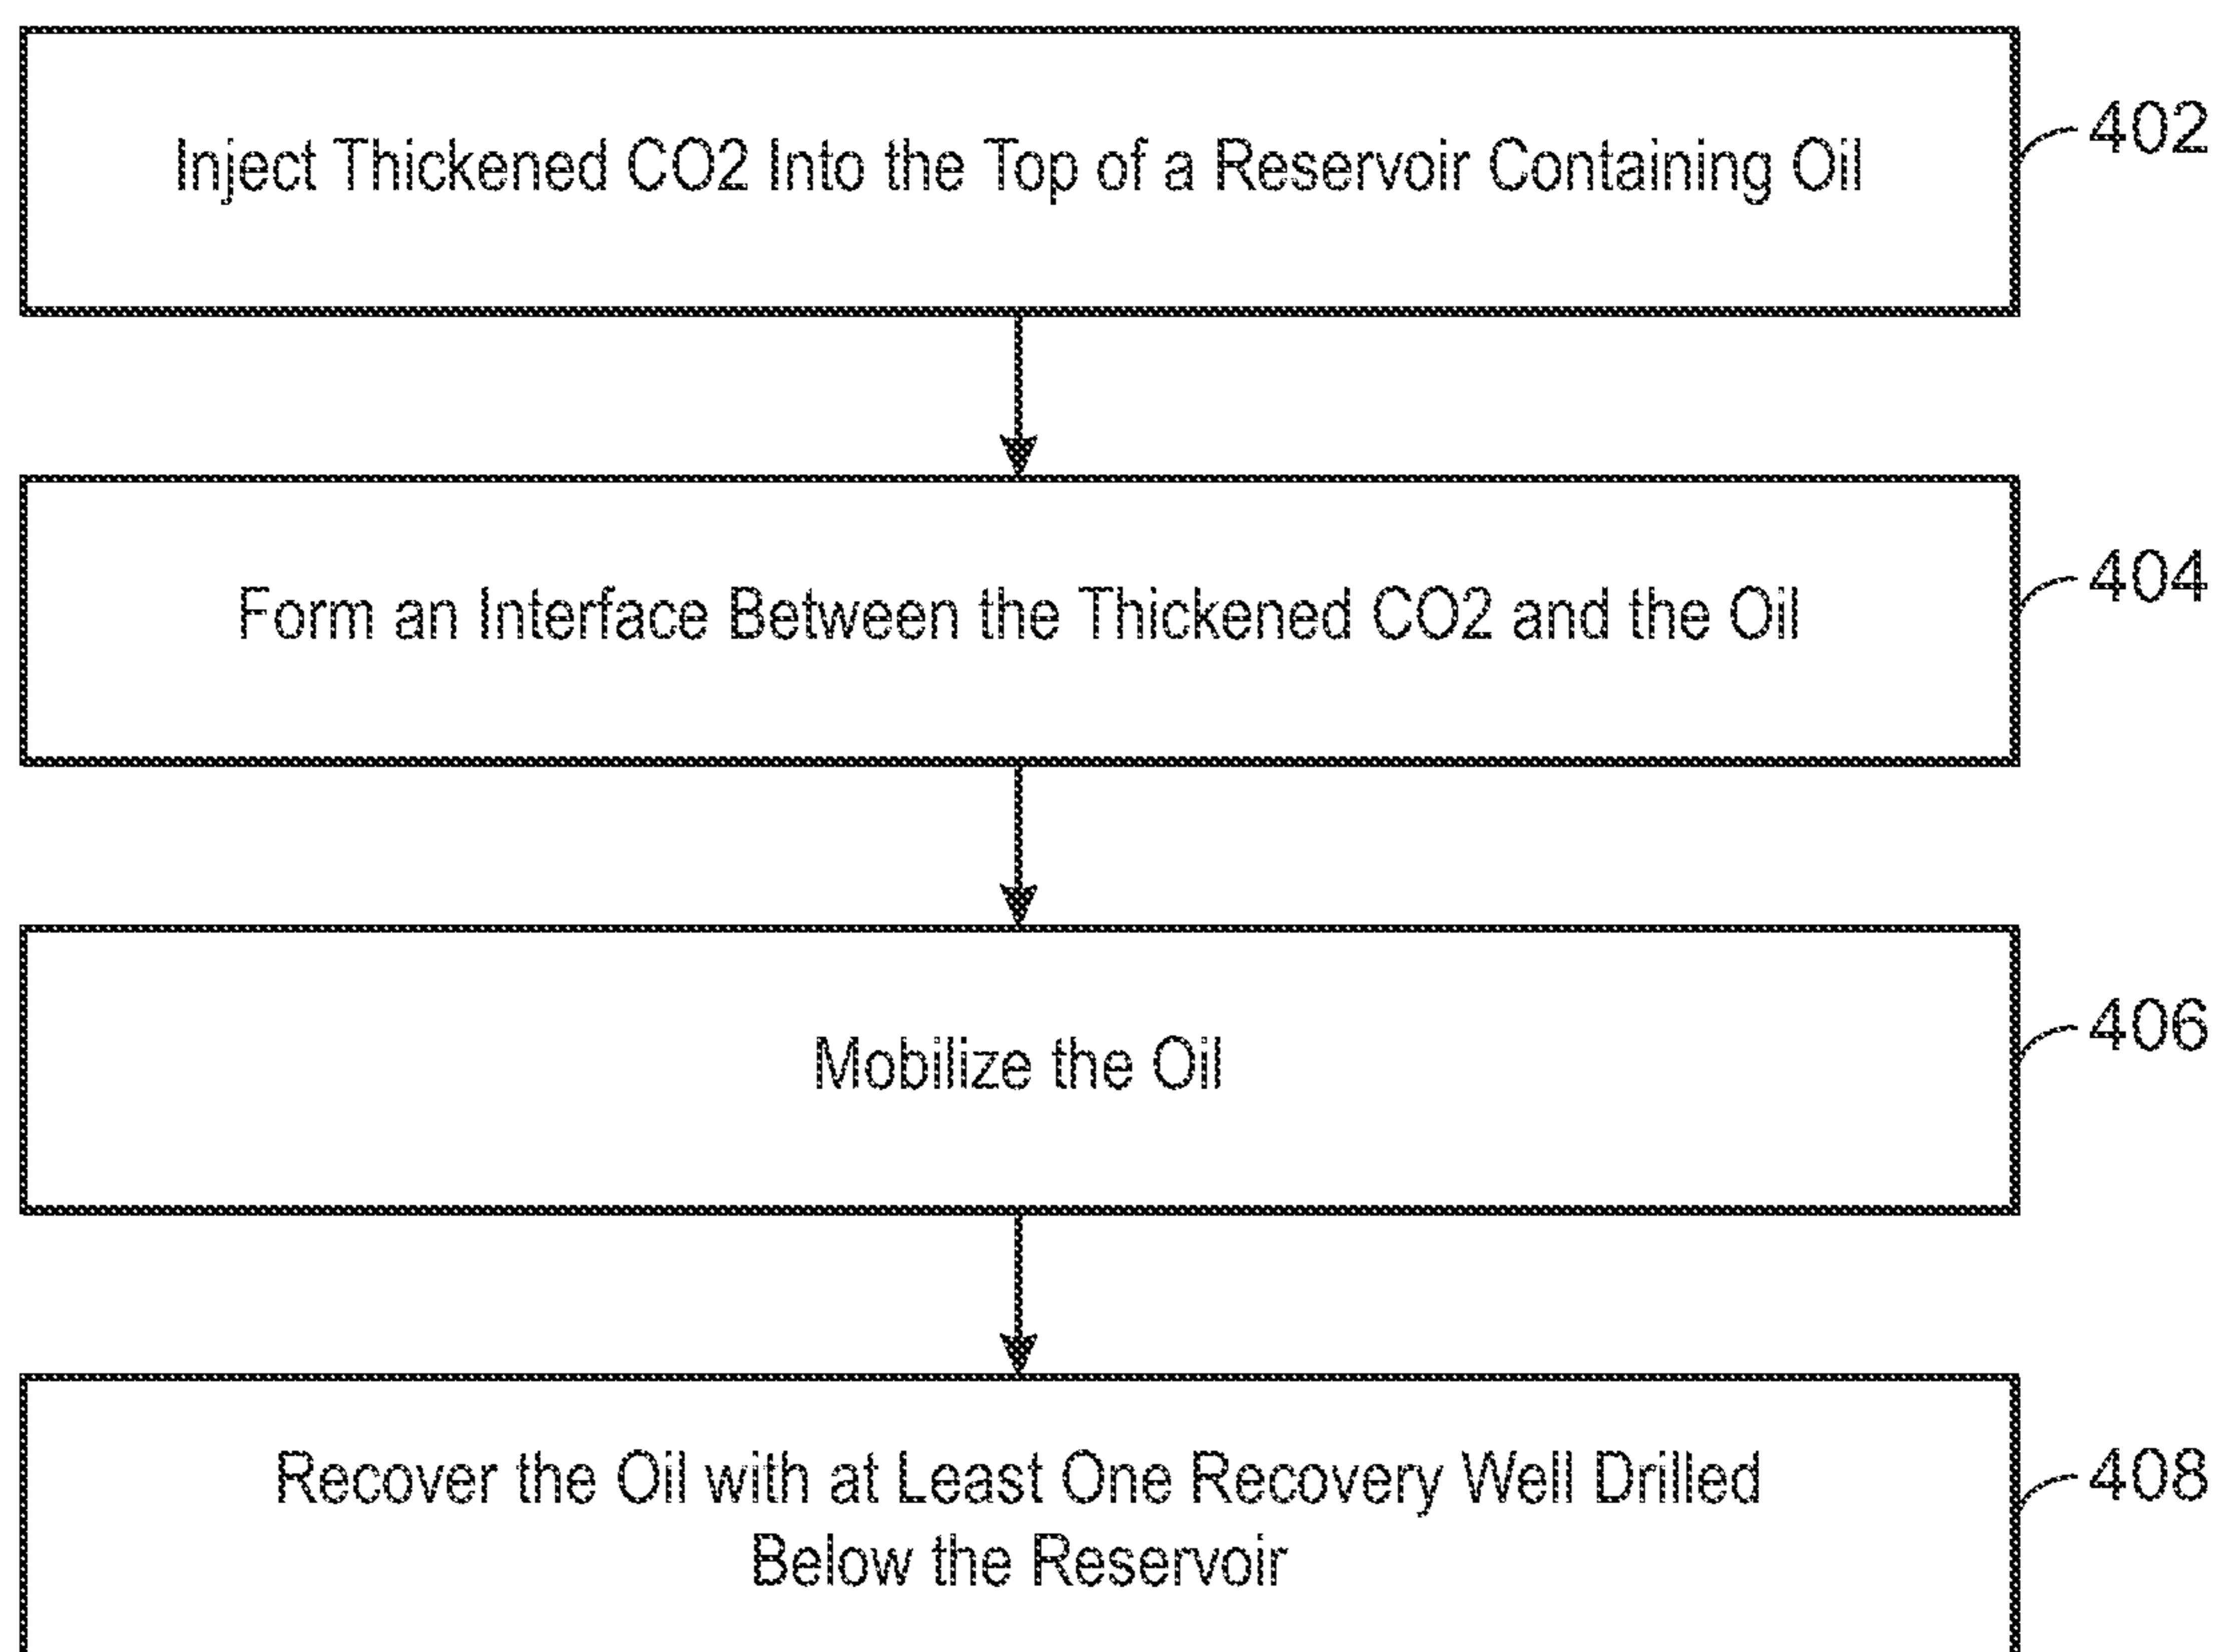 Inject Thickened CO2 Into the Top of a Reservoir Containing Oil
402
Form an Interface Between the Thickened CO2 and the Oil
404
Mobilize the Oil
406
Recover the Oil with at Least One Recovery Well Drilled
Below the Reservoir
408